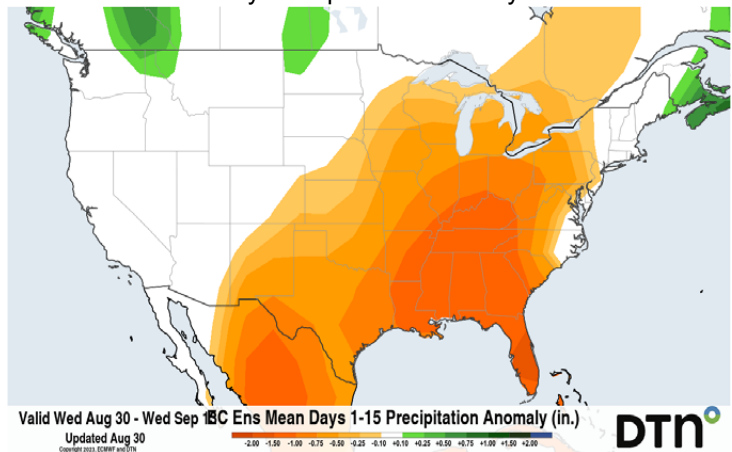 Valid Wed Aug 30 - Wed Sep 1
EC Ens Mean Days 1-15 Precipitation Anomaly (in.)
Updated Aug 30
Copyright 2023, ECMWF and DTN
-2.00 -1.50 -1.00 -0.75 -0.50 -0.25 -0.10 +0.10 +0.25 +0.50 +0.75 +1.00 +1.50 +2.00
DTN